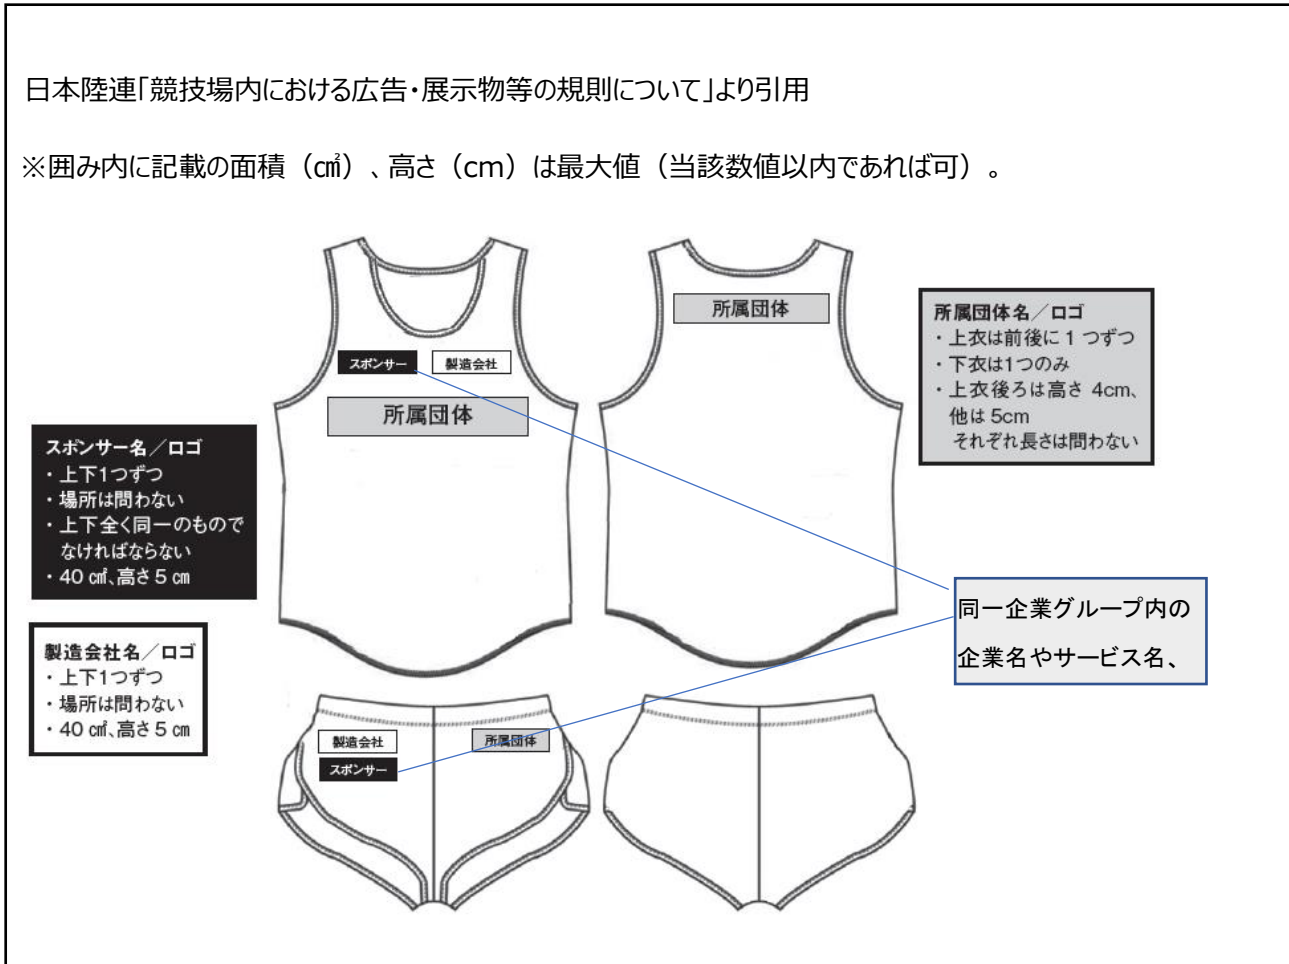 日本陸連「競技場内における広告・展示物等の規則について」より引用
※囲み内に記載の面積（㎠）、高さ（cm）は最大値（当該数値以内であれば可）。
スポンサー
製造会社
所属団体
所属団体
所属団体名／ロゴ
・上衣は前後に1つずつ
・下衣は1つのみ
・上衣後ろは高さ 4cm、
他は 5cm
それぞれ長さは問わない
スポンサー名／ロゴ
・上下1つずつ
・場所は問わない
・上下全く同一のもので
なければならない
・40 ㎠、高さ 5 ㎝
同一企業グループ内の
企業名やサービス名、
製造会社名／ロゴ
・上下1つずつ
・場所は問わない
・40 ㎠、高さ 5 ㎝
製造会社
所属団体
スポンサー